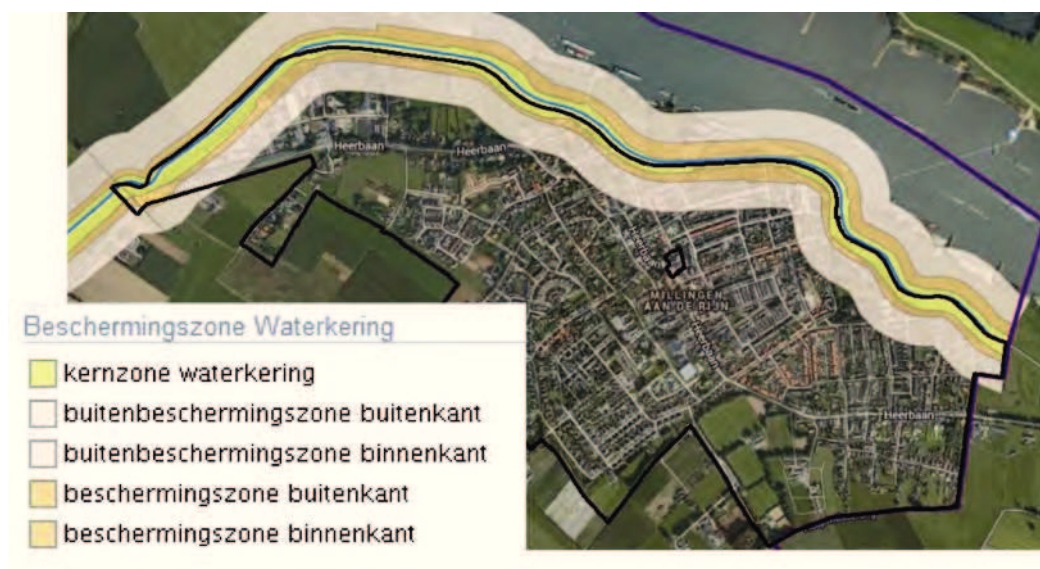 Heerbaan
Heerbaan
MILLINGEN
AAN DE RIJN
Heerbaan
Beschermingszone Waterkering
kernzone waterkering
buitenbeschermingszone buitenkant
buitenbeschermingszone binnenkant
beschermingszone buitenkant
beschermingszone binnenkant